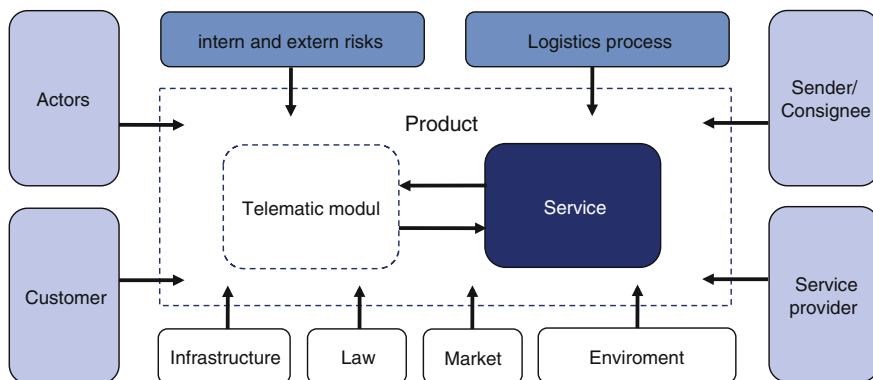 intern and extern risks
Logistics process
Actors
Sender/
Consignee
Product
Telematic modul
Service
Customer
Service
provider
Infrastructure
Law
Market
Enviroment